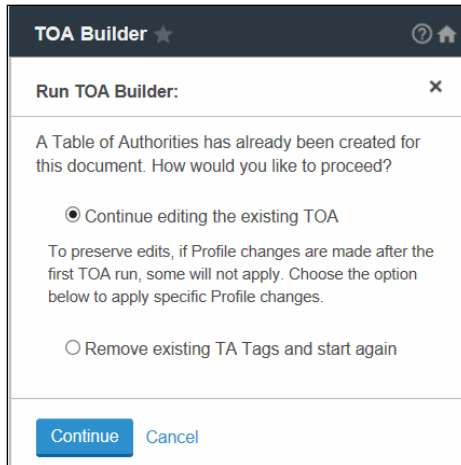 TOA Builder
Run TOA Builder:
A Table of Authorities has already been created for
this document. How would you like to proceed?
Continue editing the existing TOA
To preserve edits, if Profile changes are made after the
first TOA run, some will not apply. Choose the option
below to apply specific Profile changes.
Remove existing TA Tags and start again
Continue Cancel